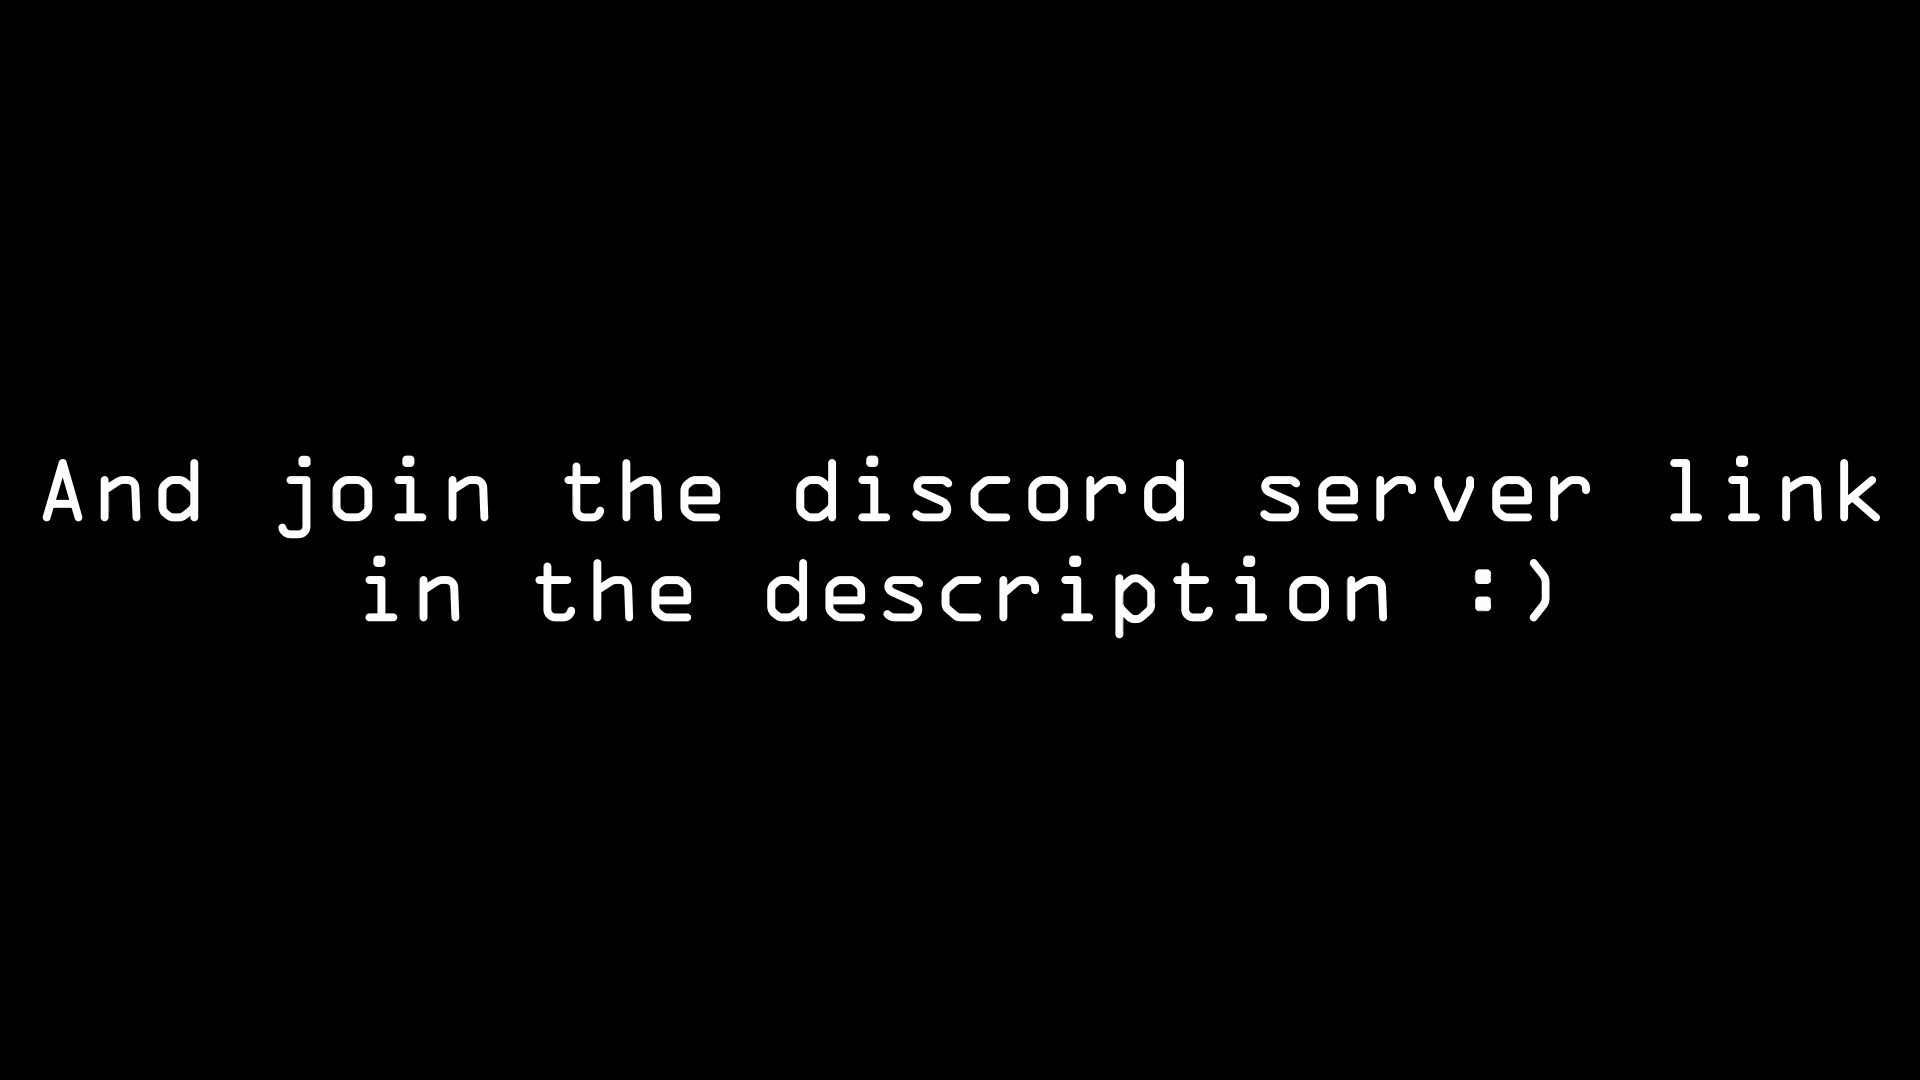 And join the discord server link
in the description :)